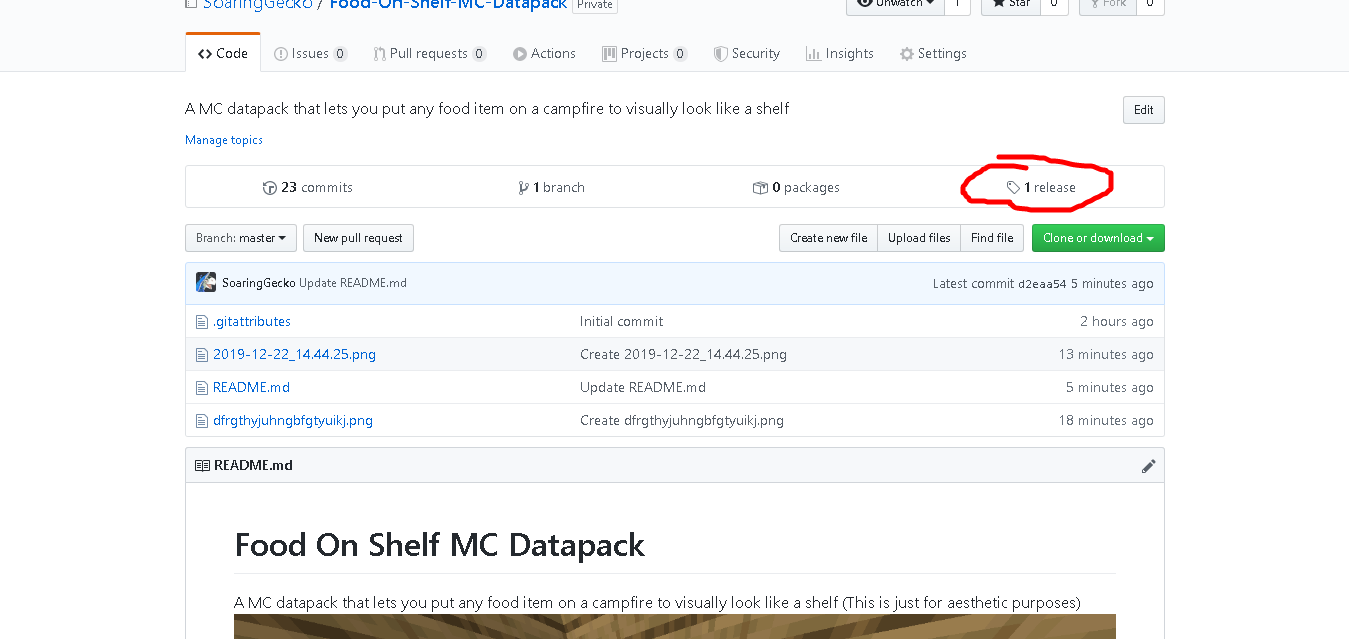 SoaringGecko / Food-On-Shelf-MC-Datapack Private Unwatch 1 Star 0 Fork 0
Code Issues 0 Pull requests 0 Actions Projects 0 Security Insights Settings
A MC datapack that lets you put any food item on a campfire to visually look like a shelf Edit
Manage topics
23 commits 1 branch 0 packages 1 release
Branch: master New pull request Create new file Upload files Find file Clone or download
SoaringGecko Update README.md Latest commit d2eaa54 5 minutes ago
.gitattributes Initial commit 2 hours ago
2019-12-22_14.44.25.png Create 2019-12-22_14.44.25.png 13 minutes ago
README.md Update README.md 5 minutes ago
dfrgthyjuhngbfgtyuikj.png Create dfrgthyjuhngbfgtyuikj.png 18 minutes ago
README.md
Food On Shelf MC Datapack
A MC datapack that lets you put any food item on a campfire to visually look like a shelf (This is just for aesthetic purposes)